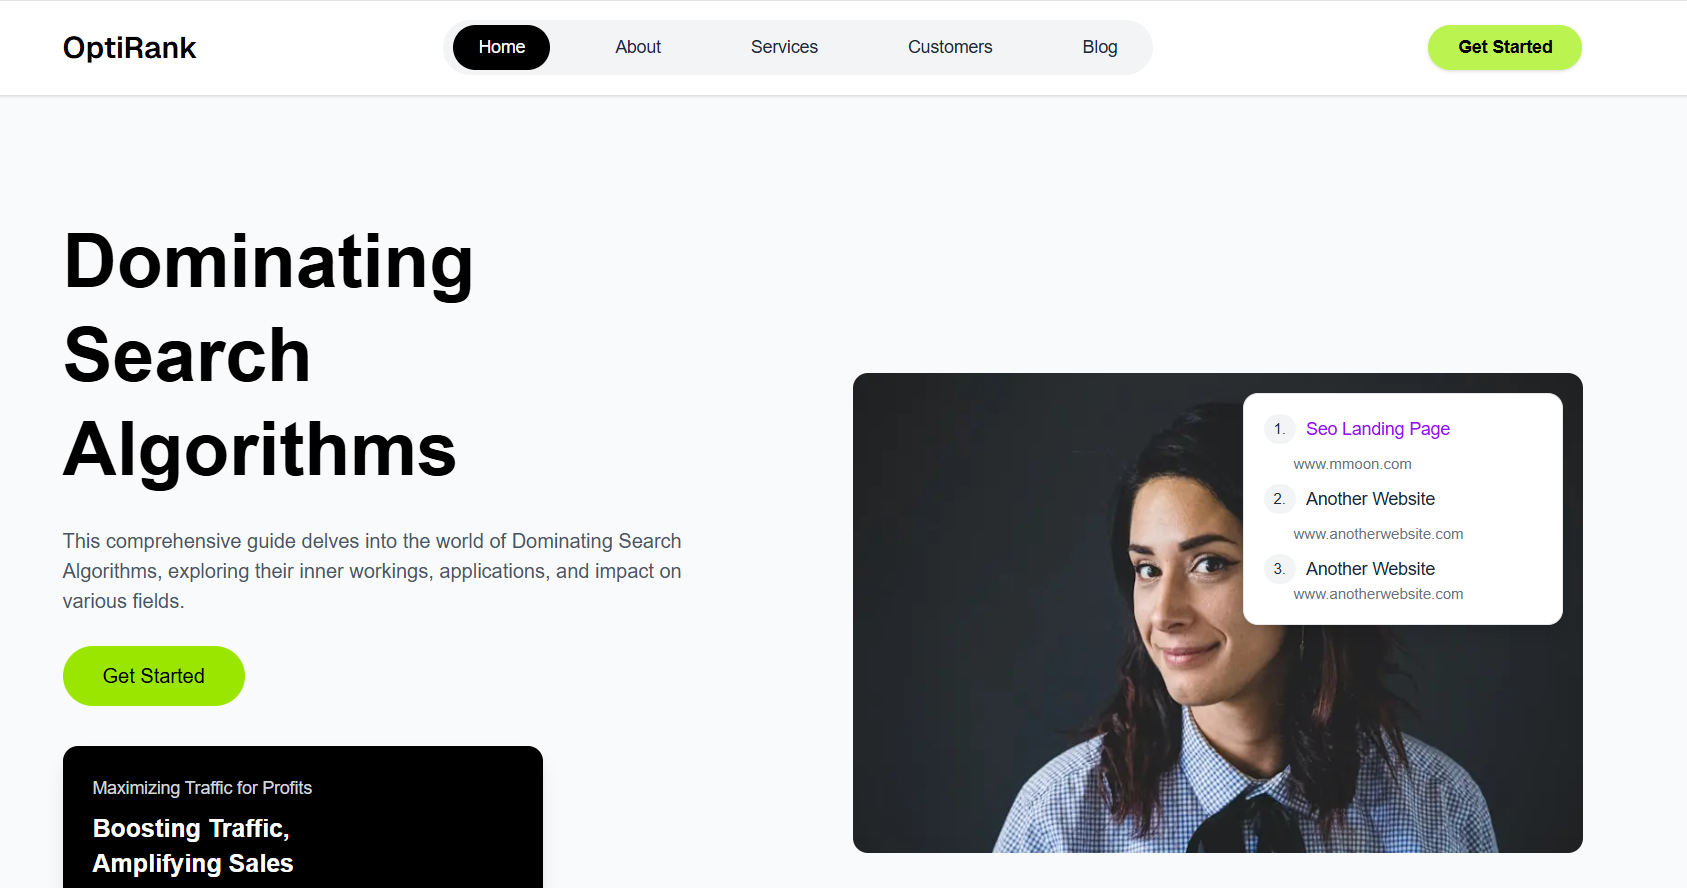 OptiRank
Home
About
Services
Customers
Blog
Get Started
Dominating
Search
Algorithms
This comprehensive guide delves into the world of Dominating Search
Algorithms, exploring their inner workings, applications, and impact on
various fields.
Get Started
Maximizing Traffic for Profits
Boosting Traffic,
Amplifying Sales
1. Seo Landing Page
www.mmoon.com
2. Another Website
www.anotherwebsite.com
3. Another Website
www.anotherwebsite.com